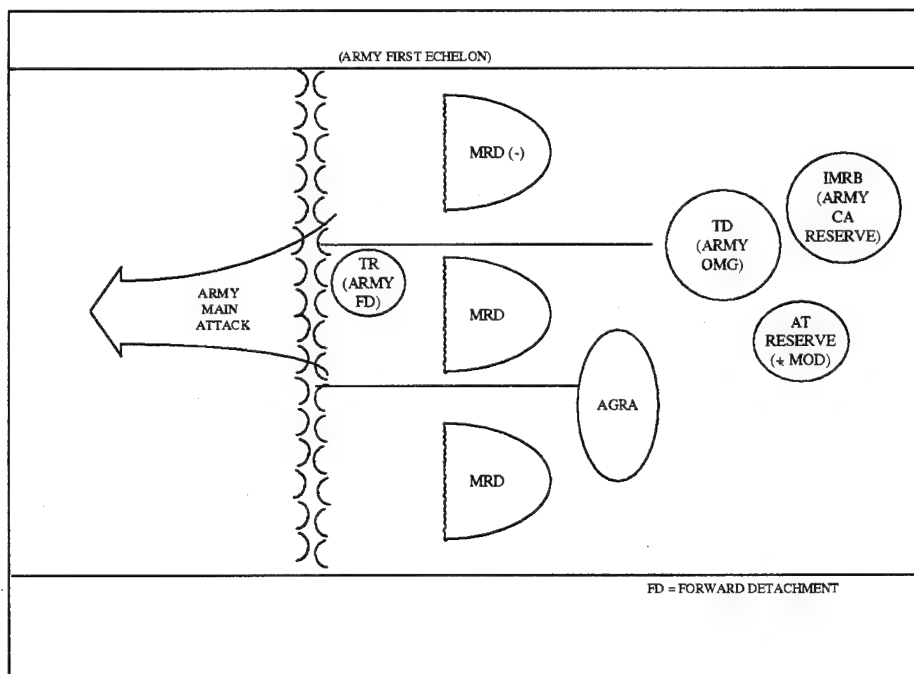 (ARMY FIRST ECHELON)
MRD (-)
IMRB
(ARMY
CA
RESERVE)
TD
(ARMY
OMG)
TR
(ARMY
FD)
ARMY
MAIN
ATTACK
MRD
AT
RESERVE
(+ MOD)
AGRA
MRD
FD = FORWARD DETACHMENT